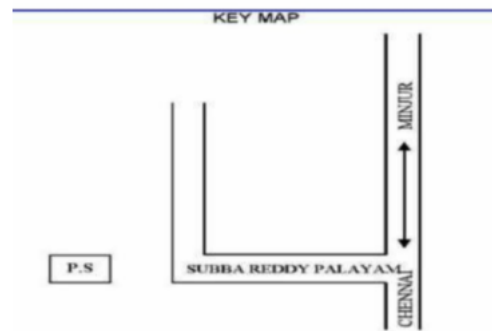 KEY MAP
MINJUR
P.S
SUBBA REDDY PALAYAM
CHENNAI